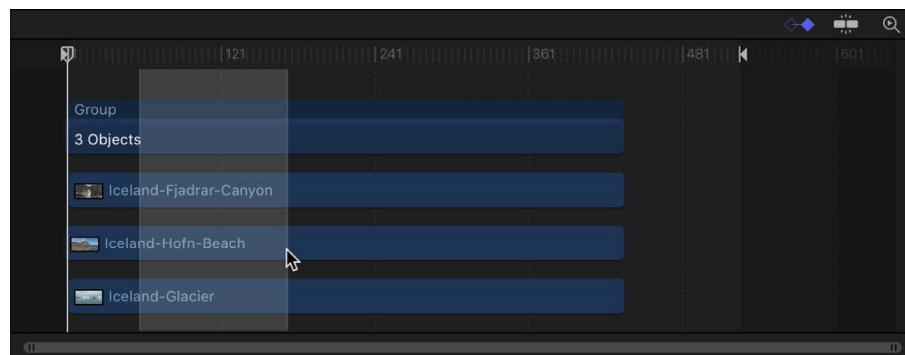 121 241 361 481 601
Group
3 Objects
Iceland-Fjadrar-Canyon
Iceland-Hofn-Beach
Iceland-Glacier